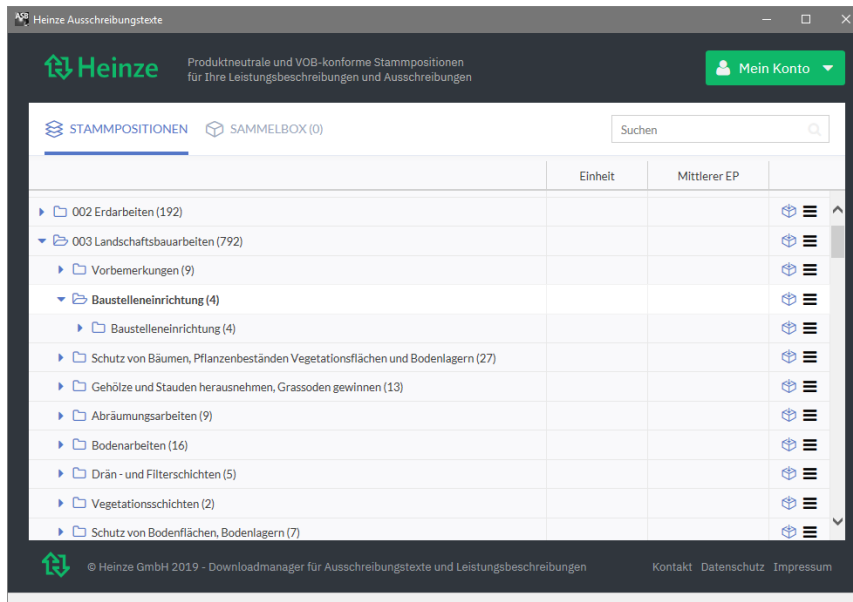 ASB Heinze Ausschreibungstexte
Heinze
Produktneutrale und VOB-konforme Stammpositionen
für Ihre Leistungsbeschreibungen und Ausschreibungen
Mein Konto
STAMMPOSITIONEN SAMMELBOX (0) Suchen
Einheit Mittlerer EP
002 Erdarbeiten (192)
003 Landschaftsbauarbeiten (792)
Vorbemerkungen (9)
Baustelleneinrichtung (4)
Baustelleneinrichtung (4)
Schutz von Bäumen, Pflanzenbeständen Vegetationsflächen und Bodenlagern (27)
Gehölze und Stauden herausnehmen, Grassoden gewinnen (13)
Abräumungsarbeiten (9)
Bodenarbeiten (16)
Drän - und Filterschichten (5)
Vegetationsschichten (2)
Schutz von Bodenflächen, Bodenlagern (7)
© Heinze GmbH 2019 - Downloadmanager für Ausschreibungstexte und Leistungsbeschreibungen Kontakt Datenschutz Impressum